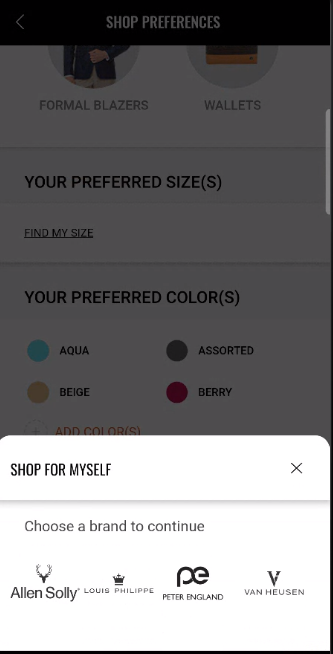 SHOP PREFERENCES
FORMAL BLAZERS
WALLETS
YOUR PREFERRED SIZE(S)
FIND MY SIZE
YOUR PREFERRED COLOR(S)
AQUA
ASSORTED
BEIGE
BERRY
+ ADD COLOR(S)
SHOP FOR MYSELF
Choose a brand to continue
Allen Solly
LOUIS PHILIPPE
pe
PETER ENGLAND
V
VAN HEUSEN